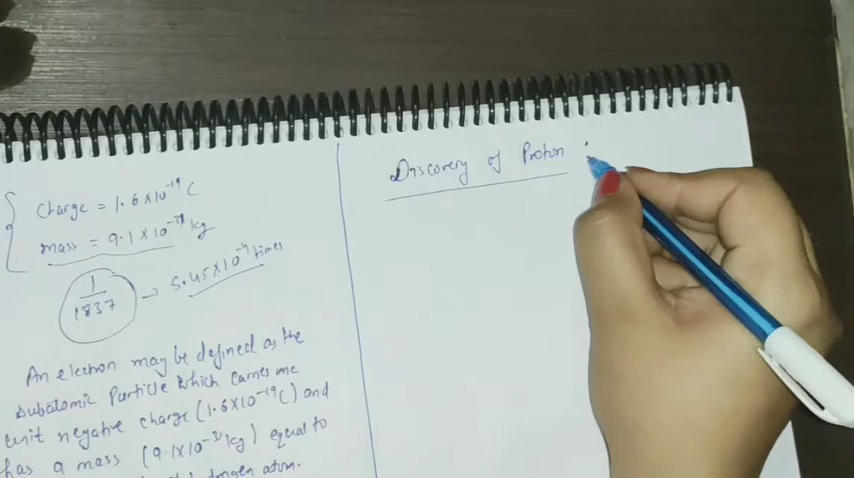 Charge = 1.6 X 10⁻¹⁹ C
mass = 9.1 X 10⁻³¹ kg
1/1837 → 5.45 X 10⁻⁴ times
An electron may be defined as the
subatomic Particle which carries one
unit negative charge (1.6 X 10⁻¹⁹ C) and
has a mass (9.1 X 10⁻³¹ kg) equal to
atom.
Discovery of Proton :